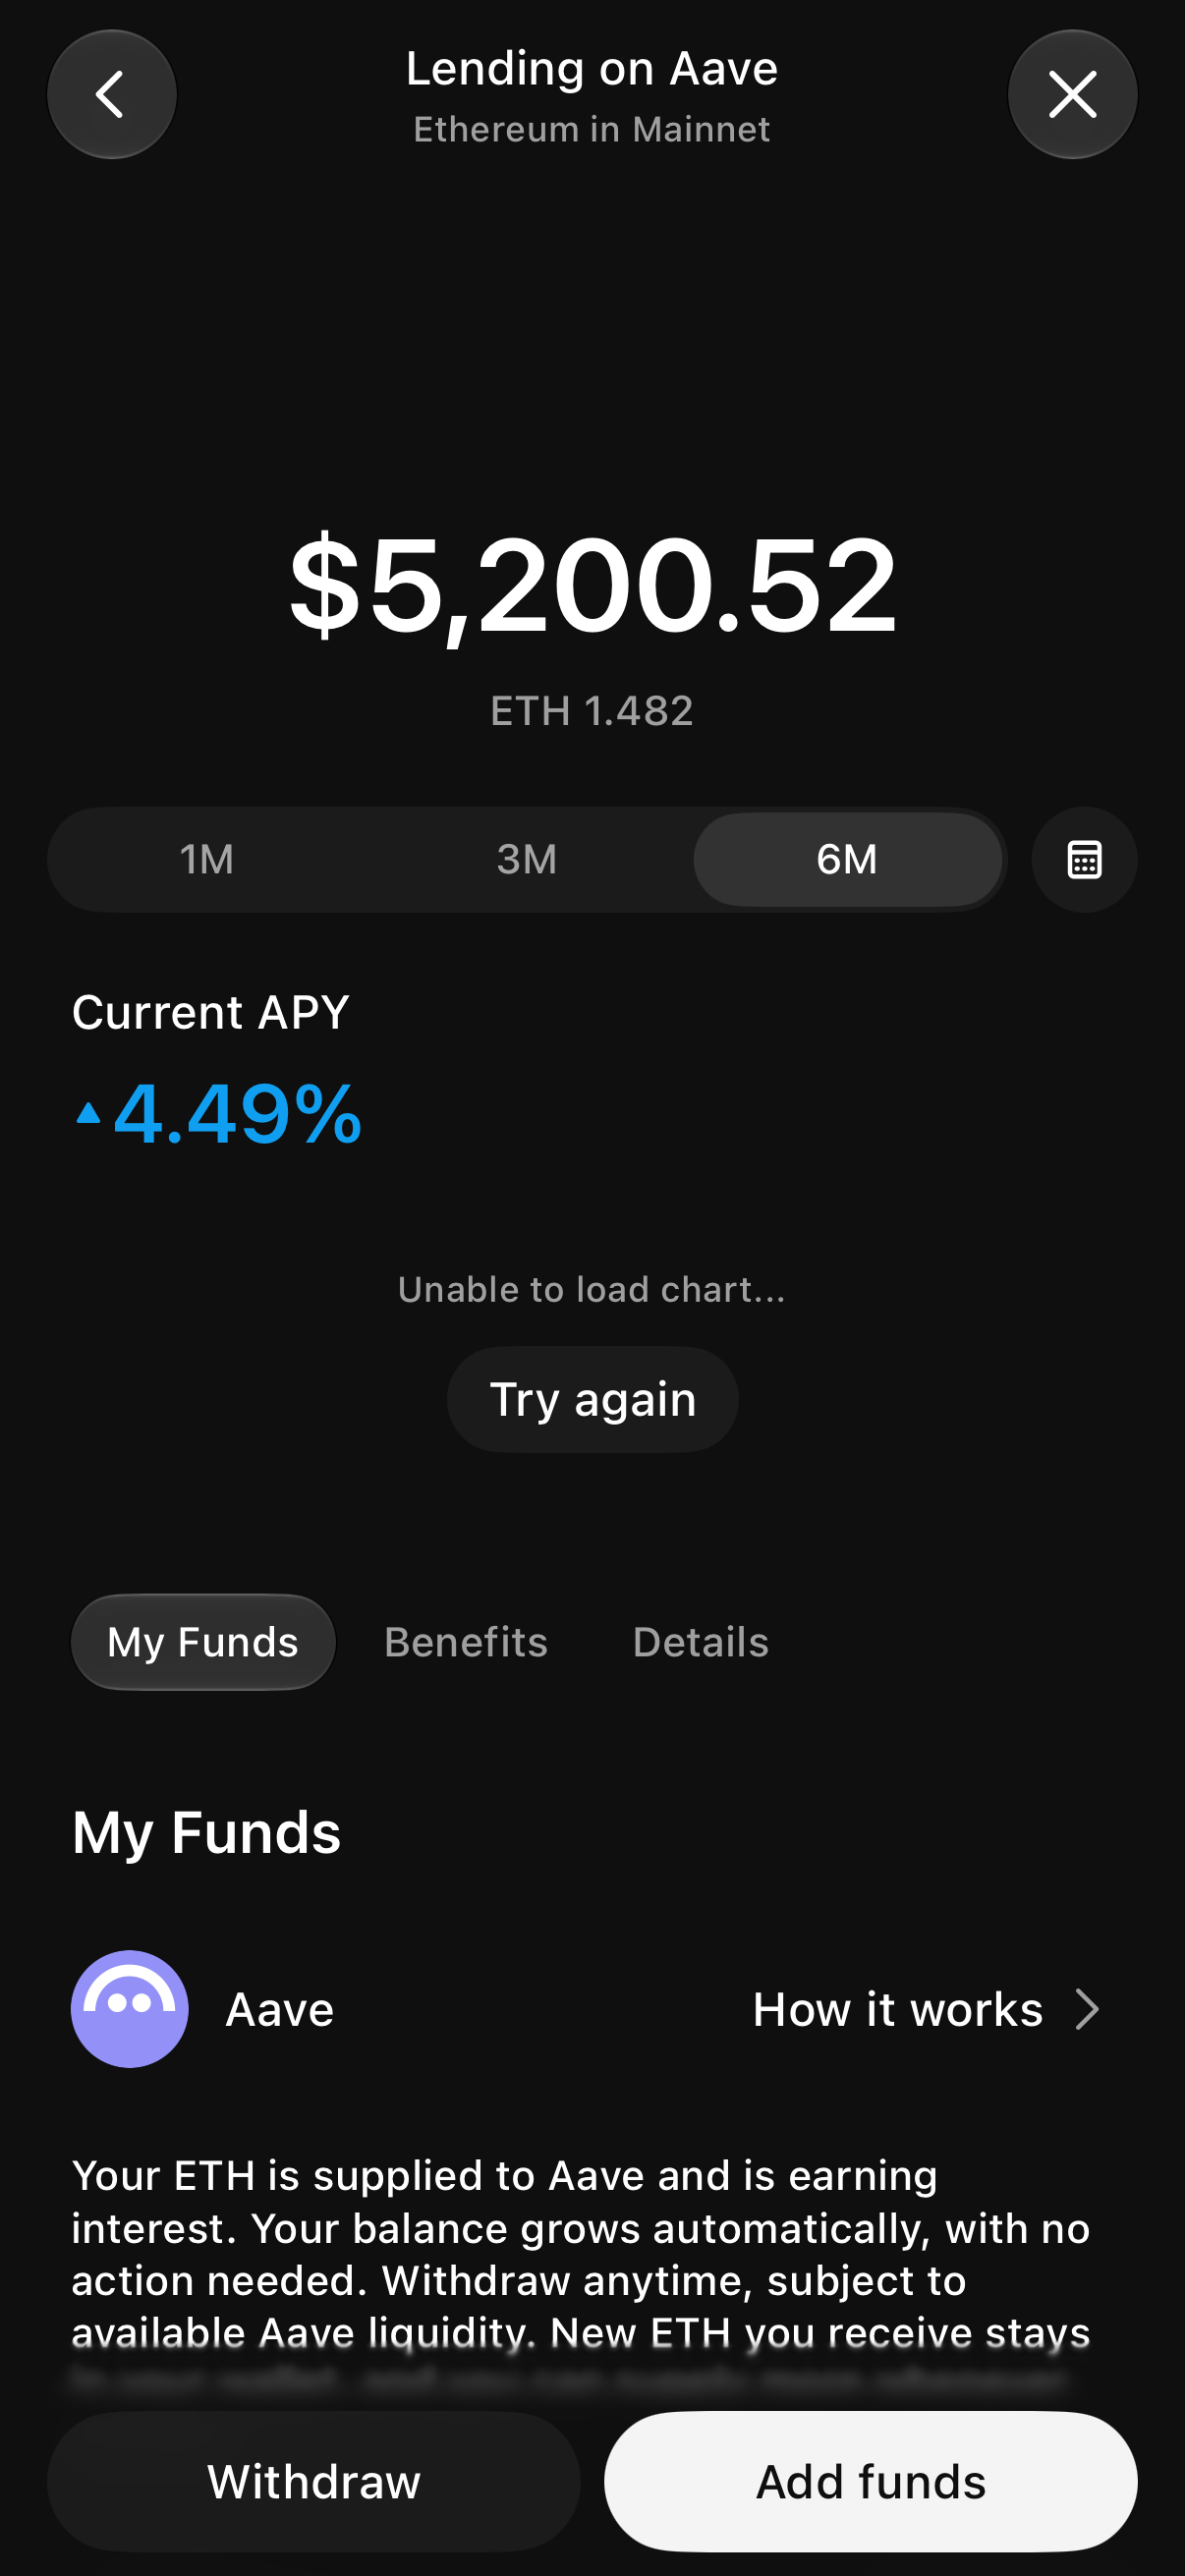 Lending on Aave
Ethereum in Mainnet
$5,200.52
ETH 1.482
1M 3M 6M
Current APY
▲4.49%
Unable to load chart...
Try again
My Funds Benefits Details
My Funds
Aave How it works
Your ETH is supplied to Aave and is earning
interest. Your balance grows automatically, with no
action needed. Withdraw anytime, subject to
available Aave liquidity. New ETH you receive stays
Withdraw Add funds